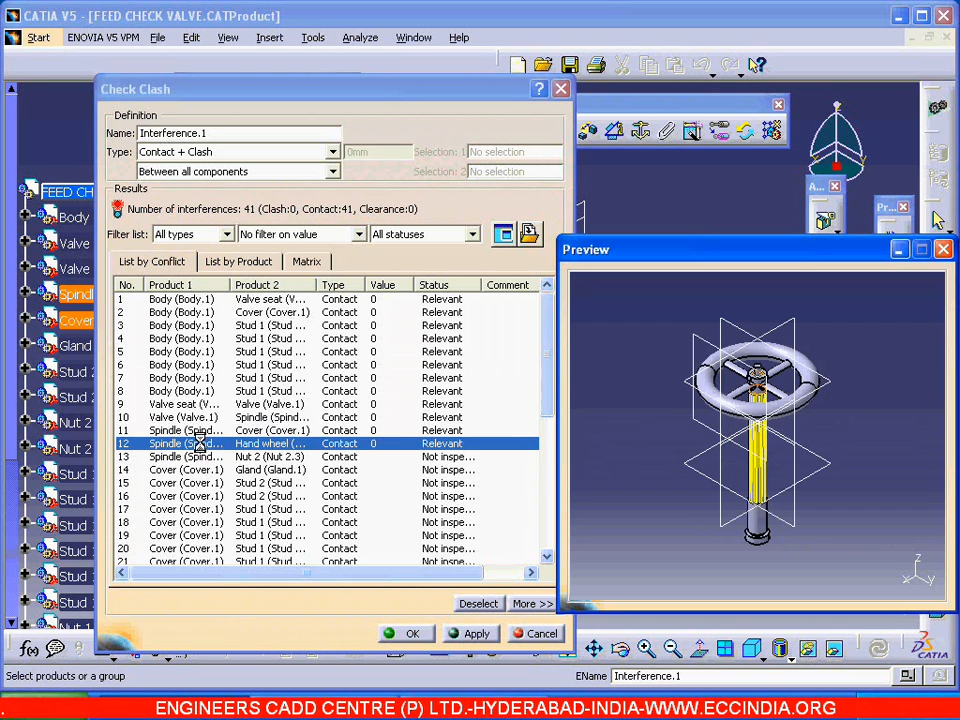 CATIA V5 - [FEED CHECK VALVE.CATProduct]
Start ENOVIA V5 VPM File Edit View Insert Tools Analyze Window Help
Check Clash
Definition
Name: Interference.1
Type: Contact + Clash 0mm Selection: 1 No selection
Between all components Selection: 2 No selection
Results
Number of interferences: 41 (Clash:0, Contact:41, Clearance:0)
Filter list: All types No filter on value All statuses
List by Conflict List by Product Matrix
No. Product 1 Product 2 Type Value Status Comment
1 Body (Body.1) Valve seat (V... Contact 0 Relevant
2 Body (Body.1) Cover (Cover.1) Contact 0 Relevant
3 Body (Body.1) Stud 1 (Stud ... Contact 0 Relevant
4 Body (Body.1) Stud 1 (Stud ... Contact 0 Relevant
5 Body (Body.1) Stud 1 (Stud ... Contact 0 Relevant
6 Body (Body.1) Stud 1 (Stud ... Contact 0 Relevant
7 Body (Body.1) Stud 1 (Stud ... Contact 0 Relevant
8 Body (Body.1) Stud 1 (Stud ... Contact 0 Relevant
9 Valve seat (V... Valve (Valve.1) Contact 0 Relevant
10 Valve (Valve.1) Spindle (Spind... Contact 0 Relevant
11 Spindle (Spind... Cover (Cover.1) Contact 0 Relevant
12 Spindle (Spind... Hand wheel (... Contact 0 Relevant
13 Spindle (Spind... Nut 2 (Nut 2.3) Contact Not inspe...
14 Cover (Cover.1) Gland (Gland.1) Contact Not inspe...
15 Cover (Cover.1) Stud 2 (Stud ... Contact Not inspe...
16 Cover (Cover.1) Stud 2 (Stud ... Contact Not inspe...
17 Cover (Cover.1) Stud 1 (Stud ... Contact Not inspe...
18 Cover (Cover.1) Stud 1 (Stud ... Contact Not inspe...
19 Cover (Cover.1) Stud 1 (Stud ... Contact Not inspe...
20 Cover (Cover.1) Stud 1 (Stud ... Contact Not inspe...
21 Cover (Cover.1) Stud 1 (Stud ... Contact Not inspe...
Deselect More >>
OK Apply Cancel
FEED CH
Body
Valve
Valve
Spindl
Cover
Gland
Stud 2
Stud 2
Nut 2
Nut 2
Stud 1
Stud 1
Stud 1
Stud 1
Stud 1
Nut 1
A...
Pr...
Preview
z
x y
f(x)
CATIA
Select products or a group EName Interference.1
ENGINEERS CADD CENTRE (P) LTD.-HYDERABAD-INDIA-WWW.ECCINDIA.ORG